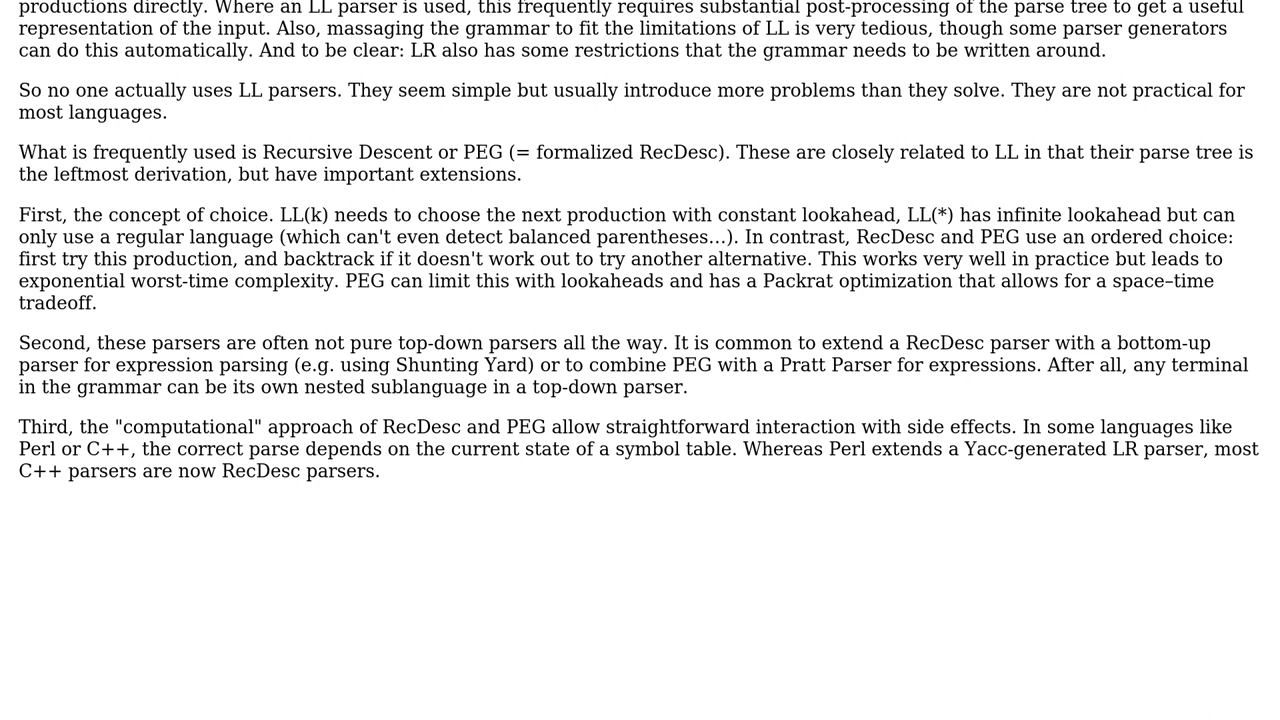 productions directly. Where an LL parser is used, this frequently requires substantial post-processing of the parse tree to get a useful
representation of the input. Also, massaging the grammar to fit the limitations of LL is very tedious, though some parser generators
can do this automatically. And to be clear: LR also has some restrictions that the grammar needs to be written around.
So no one actually uses LL parsers. They seem simple but usually introduce more problems than they solve. They are not practical for
most languages.
What is frequently used is Recursive Descent or PEG (= formalized RecDesc). These are closely related to LL in that their parse tree is
the leftmost derivation, but have important extensions.
First, the concept of choice. LL(k) needs to choose the next production with constant lookahead, LL(*) has infinite lookahead but can
only use a regular language (which can't even detect balanced parentheses…). In contrast, RecDesc and PEG use an ordered choice:
first try this production, and backtrack if it doesn't work out to try another alternative. This works very well in practice but leads to
exponential worst-time complexity. PEG can limit this with lookaheads and has a Packrat optimization that allows for a space–time
tradeoff.
Second, these parsers are often not pure top-down parsers all the way. It is common to extend a RecDesc parser with a bottom-up
parser for expression parsing (e.g. using Shunting Yard) or to combine PEG with a Pratt Parser for expressions. After all, any terminal
in the grammar can be its own nested sublanguage in a top-down parser.
Third, the "computational" approach of RecDesc and PEG allow straightforward interaction with side effects. In some languages like
Perl or C++, the correct parse depends on the current state of a symbol table. Whereas Perl extends a Yacc-generated LR parser, most
C++ parsers are now RecDesc parsers.